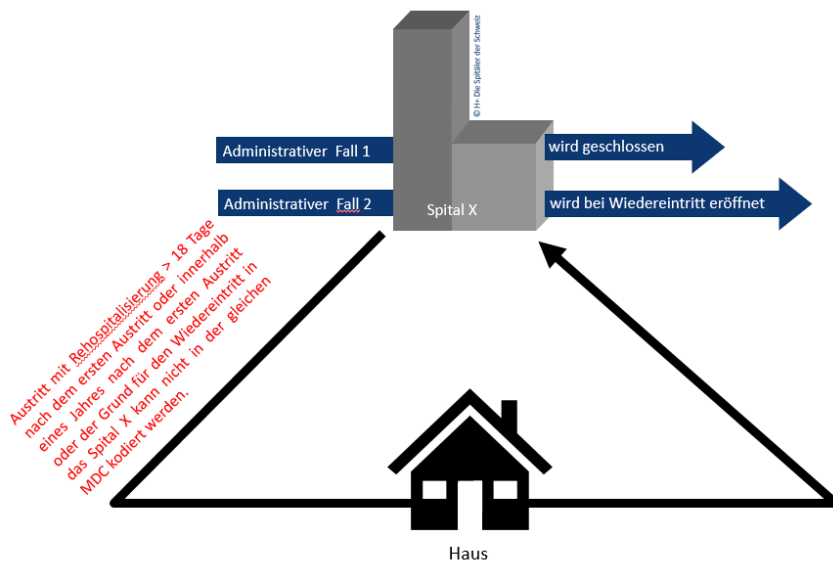 © H+ Die Spitäler der Schweiz
Administrativer Fall 1
wird geschlossen
Administrativer Fall 2
Spital X
wird bei Wiedereintritt eröffnet
Austritt mit Rehospitalisierung > 18 Tage
nach dem ersten Austritt oder innerhalb
eines Jahres nach dem ersten Austritt
oder der Grund für den Wiedereintritt in
das Spital X kann nicht in der gleichen
MDC kodiert werden.
Haus